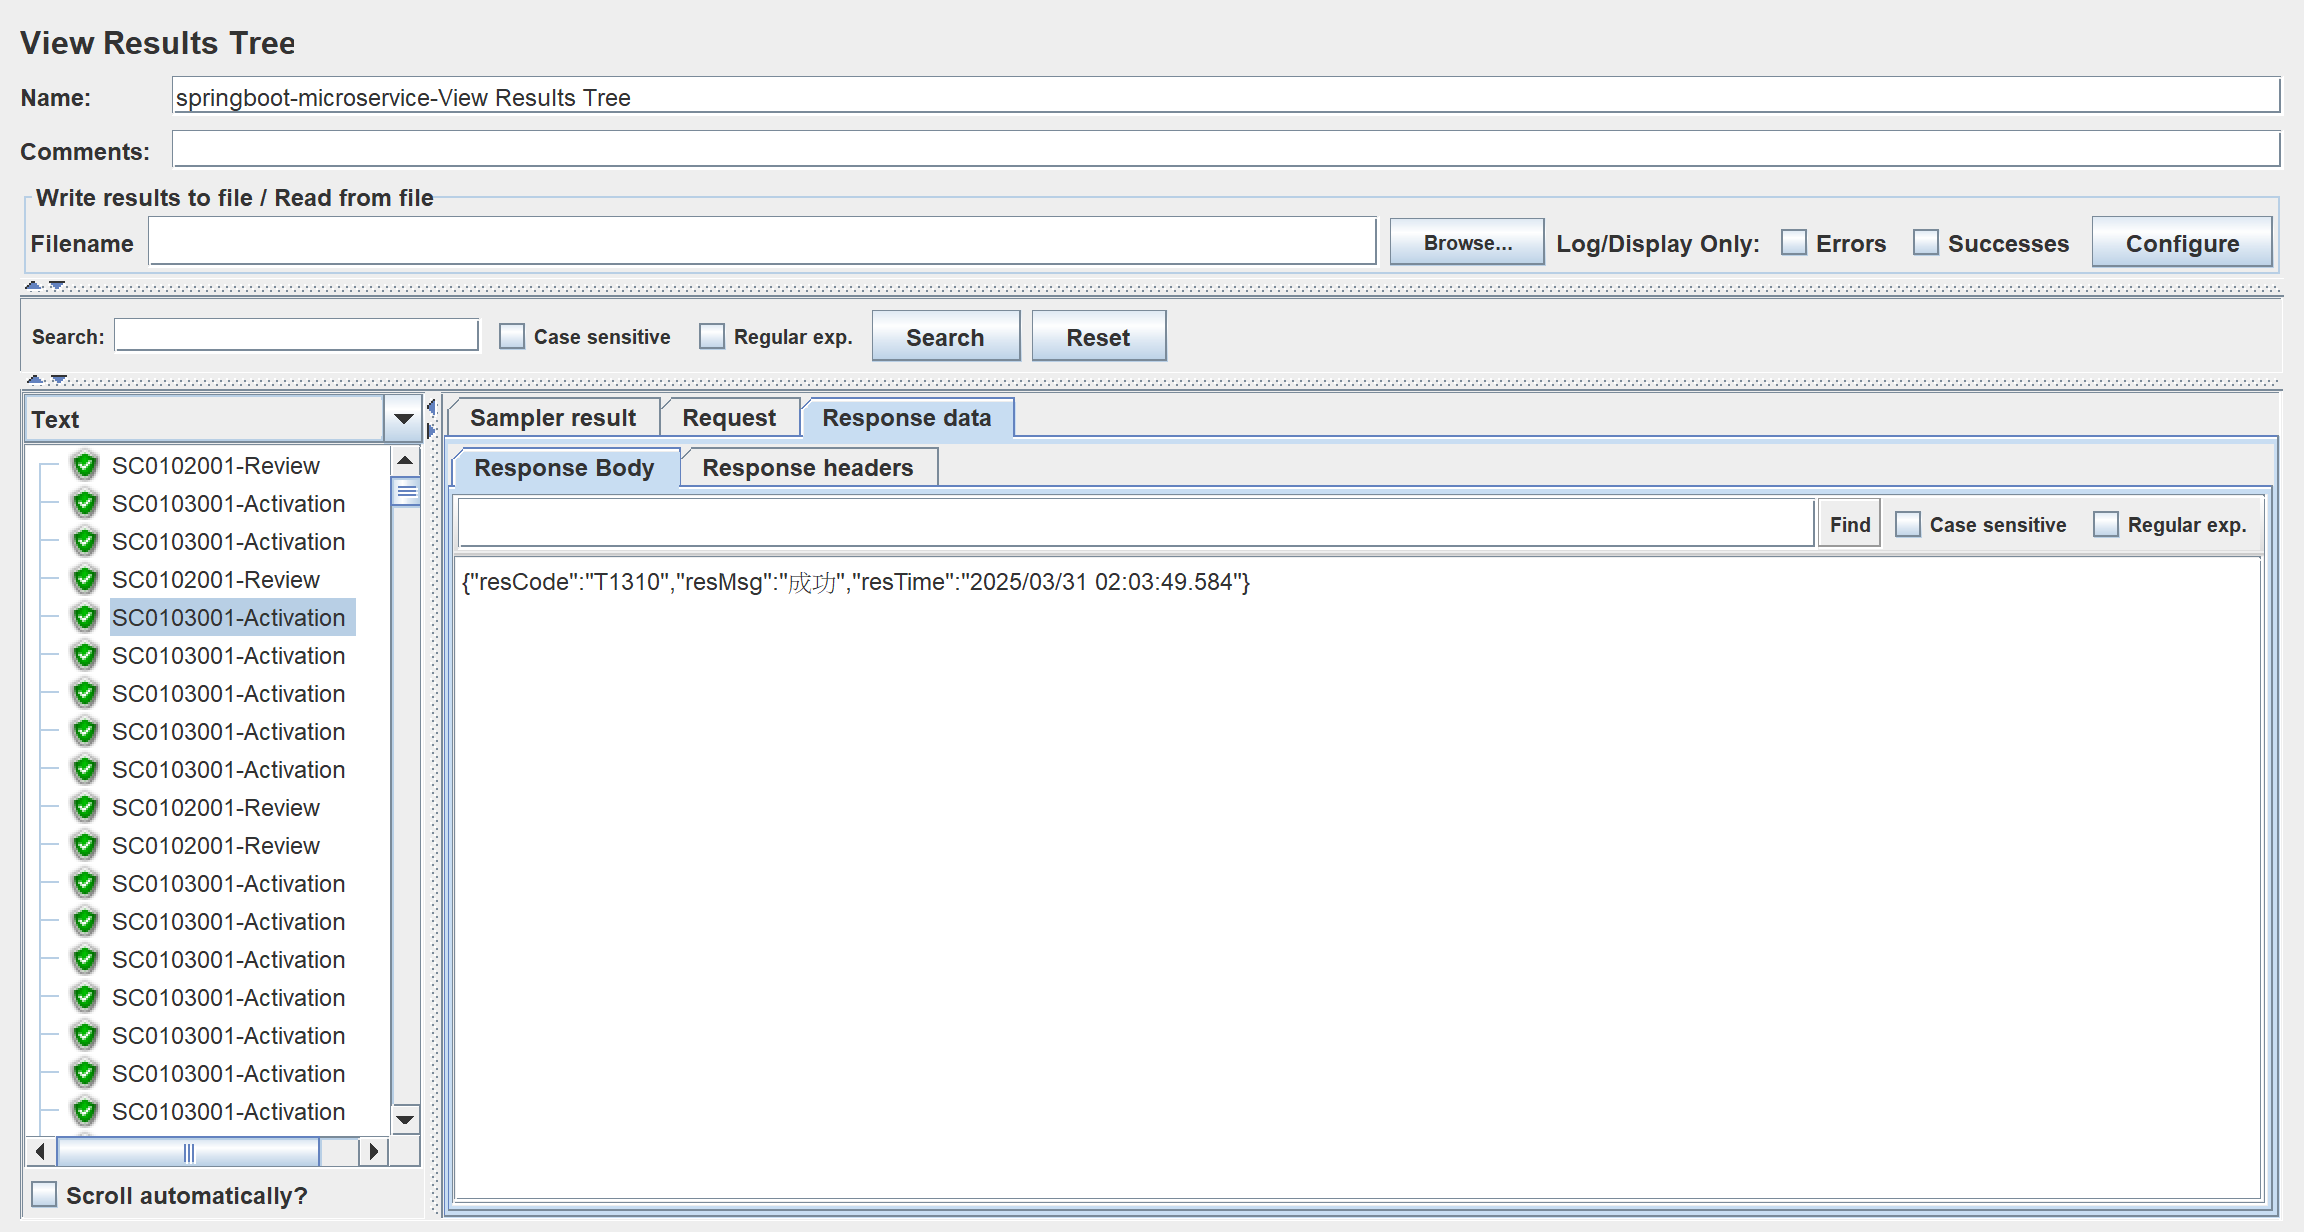 View Results Tree
Name: springboot-microservice-View Results Tree
Comments:
Write results to file / Read from file
Filename Browse... Log/Display Only: Errors Successes Configure
Search: Case sensitive Regular exp. Search Reset
Text
Sampler result Request Response data
Response Body Response headers
Find Case sensitive Regular exp.
{"resCode":"T1310","resMsg":"成功","resTime":"2025/03/31 02:03:49.584"}
SC0102001-Review
SC0103001-Activation
SC0103001-Activation
SC0102001-Review
SC0103001-Activation
SC0103001-Activation
SC0103001-Activation
SC0103001-Activation
SC0103001-Activation
SC0102001-Review
SC0102001-Review
SC0103001-Activation
SC0103001-Activation
SC0103001-Activation
SC0103001-Activation
SC0103001-Activation
SC0103001-Activation
SC0103001-Activation
Scroll automatically?